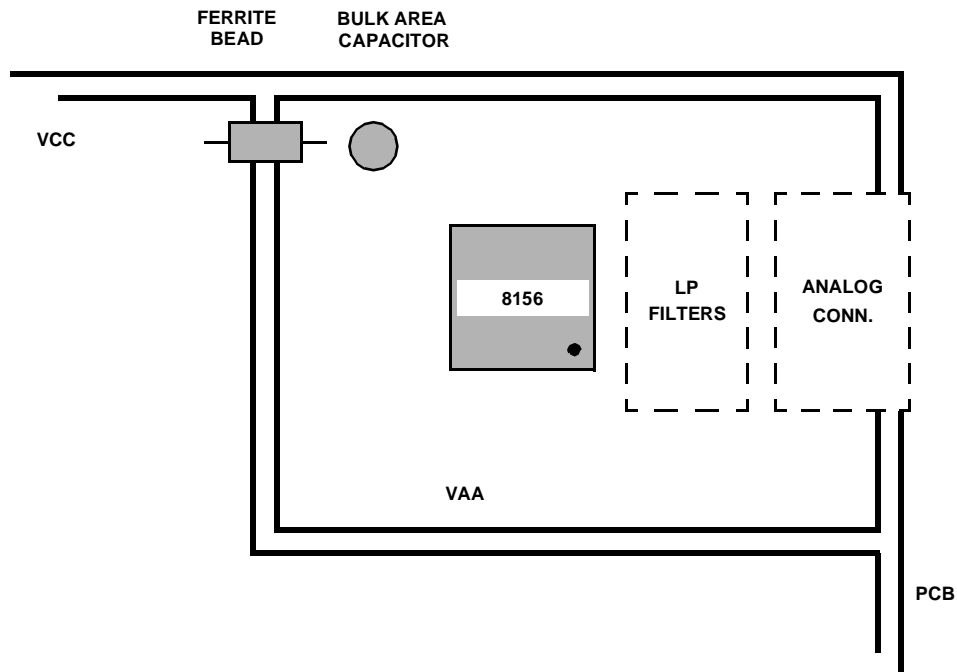 FERRITE
BEAD
BULK AREA
CAPACITOR
VCC
8156
LP
FILTERS
ANALOG
CONN.
VAA
PCB